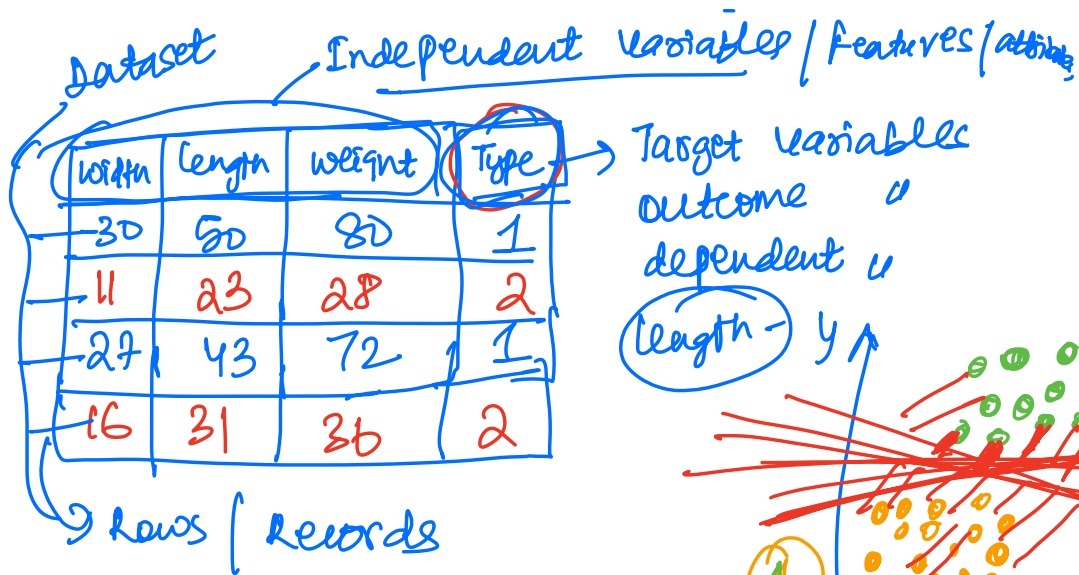 Dataset
Independent variables / Features / attributes
width length weight Type
Target variables
outcome "
dependent "
30 50 80 1
11 23 28 2
27 43 72 1
16 31 36 2
length - y
Rows / Records